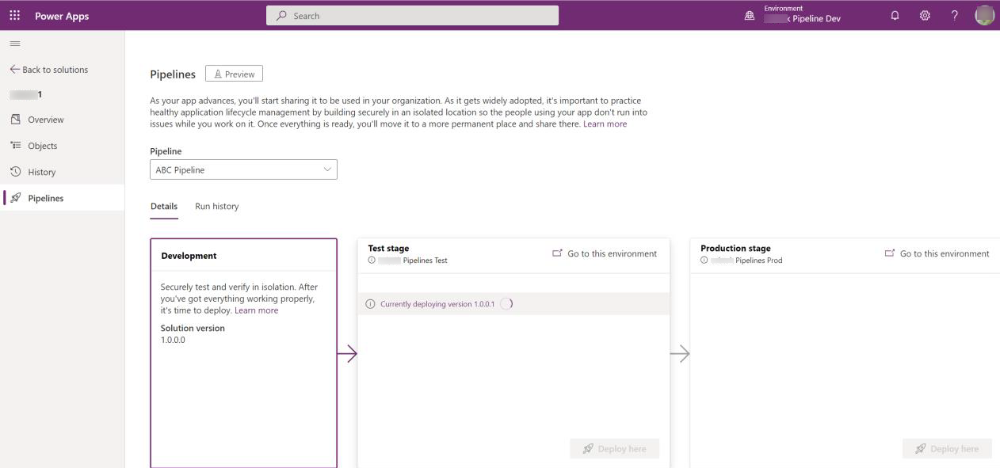 Power Apps
Search
Environment
Pipeline Dev
?
Back to solutions
1
Overview
Objects
History
Pipelines
Pipelines
Preview
As your app advances, you'll start sharing it to be used in your organization. As it gets widely adopted, it's important to practice
healthy application lifecycle management by building securely in an isolated location so the people using your app don't run into
issues while you work on it. Once everything is ready, you'll move it to a more permanent place and share there. Learn more
Pipeline
ABC Pipeline
Details Run history
Development
Securely test and verify in isolation. After
you've got everything working properly,
it's time to deploy. Learn more
Solution version
1.0.0.0
Test stage
Pipelines Test
Go to this environment
Currently deploying version 1.0.0.1
Deploy here
Production stage
Pipelines Prod
Go to this environment
Deploy here